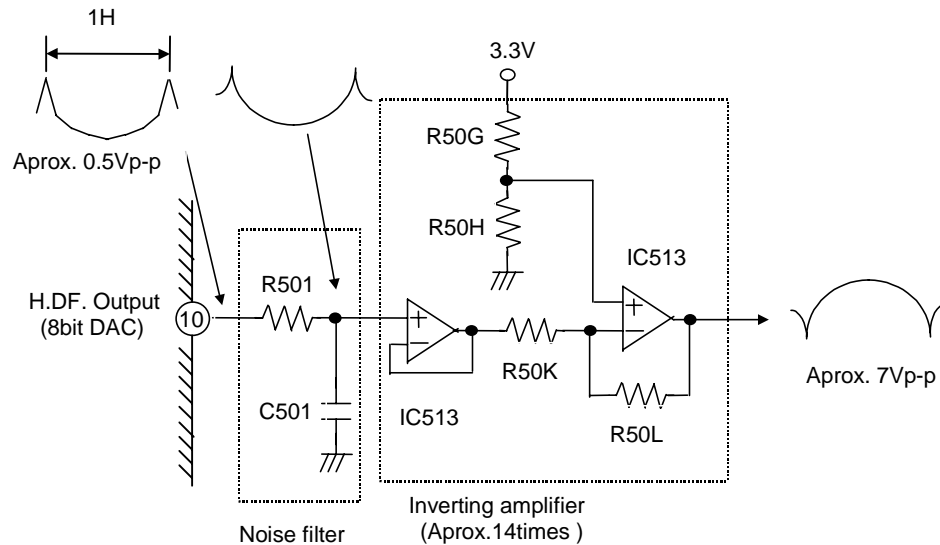 1H
Aprox. 0.5Vp-p
3.3V
R50G
R50H
IC513
H.DF. Output
(8bit DAC)
10
R501
C501
+
−
IC513
R50K
+
−
R50L
Aprox. 7Vp-p
Noise filter
Inverting amplifier
(Aprox.14times )